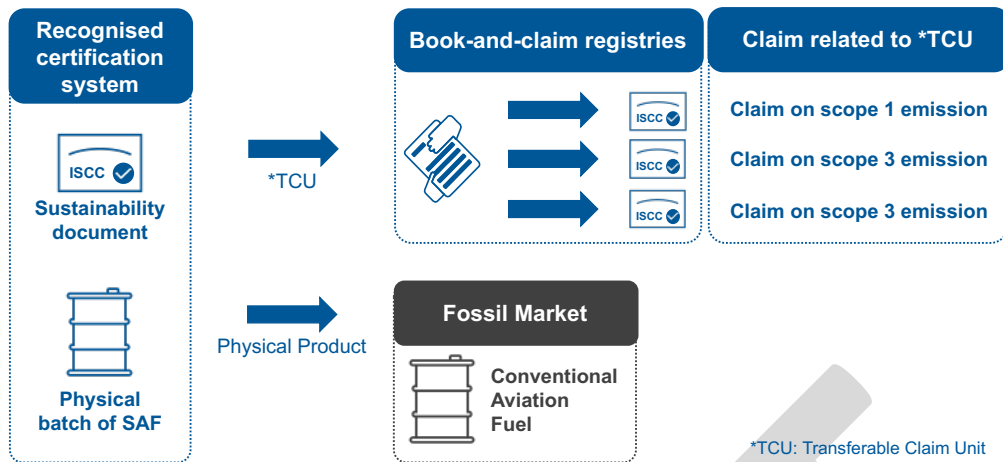 Recognised
certification
system
ISCC
Sustainability
document
Physical
batch of SAF
*TCU
Physical Product
Book-and-claim registries
ISCC
ISCC
ISCC
Claim related to *TCU
Claim on scope 1 emission
Claim on scope 3 emission
Claim on scope 3 emission
Fossil Market
Conventional
Aviation
Fuel
*TCU: Transferable Claim Unit